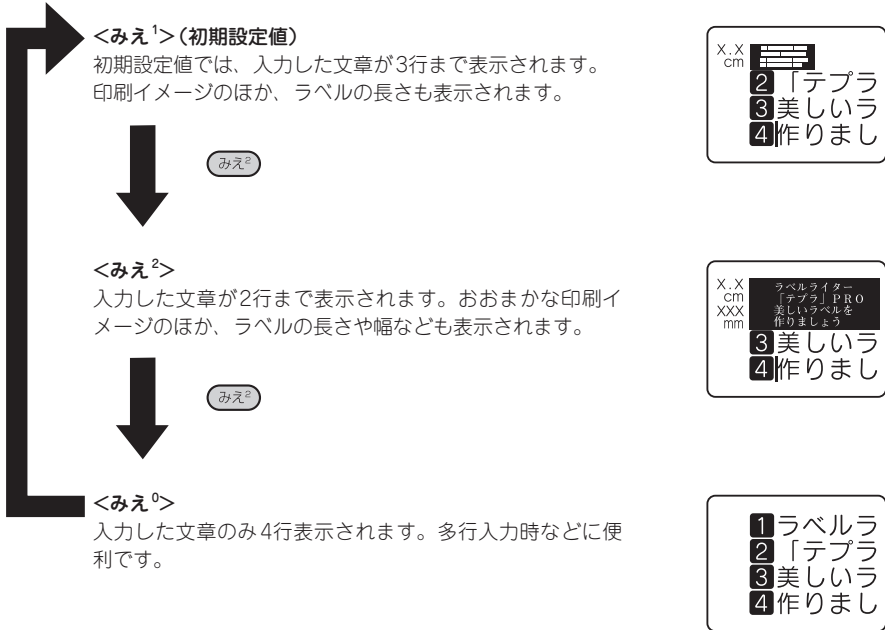 <みえ¹>(初期設定値)
初期設定値では、入力した文章が3行まで表示されます。
印刷イメージのほか、ラベルの長さも表示されます。
X.X
cm
2「テプラ
3美しいラ
4作りまし
みえ²
<みえ²>
入力した文章が2行まで表示されます。おおまかな印刷イ
メージのほか、ラベルの長さや幅なども表示されます。
X.X
cm
XXX
mm
ラベルライター
「テプラ」PRO
美しいラベルを
作りましょう
3美しいラ
4作りまし
みえ²
<みえ⁰>
入力した文章のみ4行表示されます。多行入力時などに便
利です。
1ラベルラ
2「テプラ
3美しいラ
4作りまし